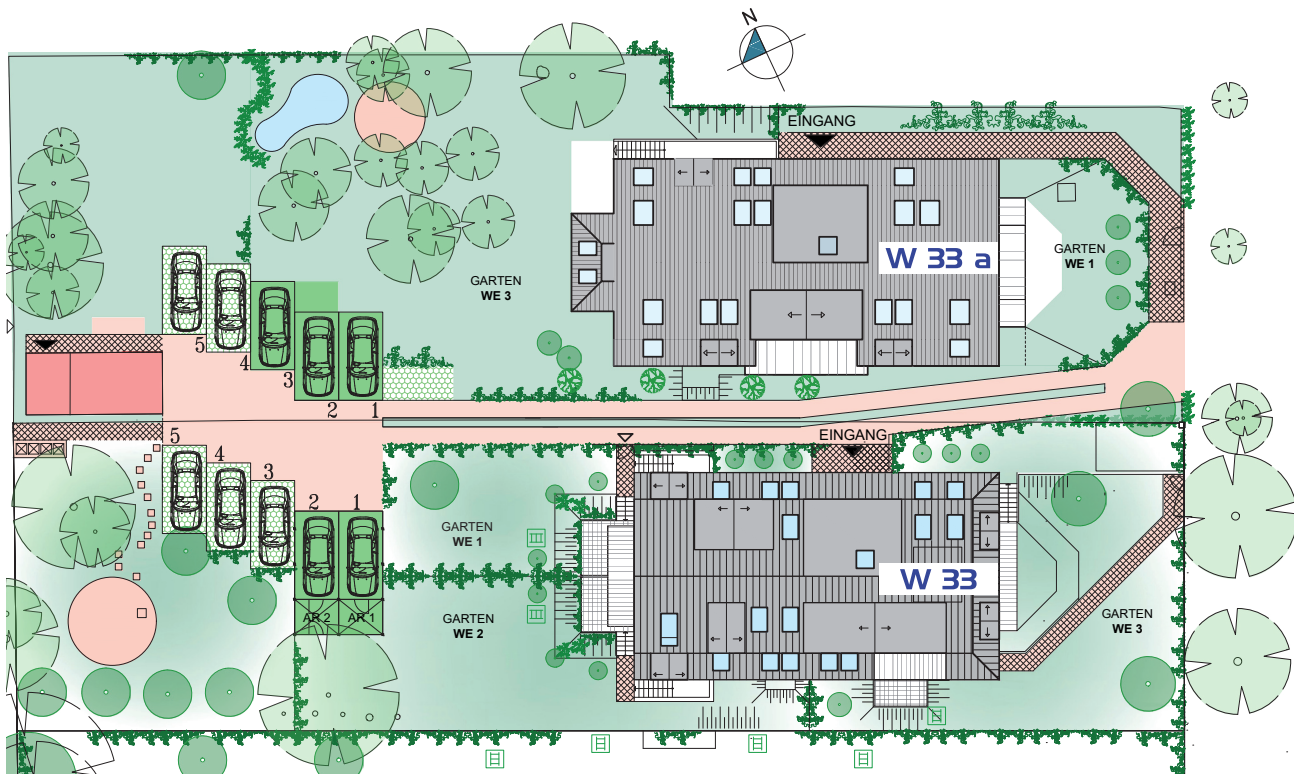 N
EINGANG
W 33 a
GARTEN
WE 1
GARTEN
WE 3
5
4
3
2
1
EINGANG
5
4
3
2
1
GARTEN
WE 1
W 33
GARTEN
WE 2
GARTEN
WE 3
AR 2
AR 1